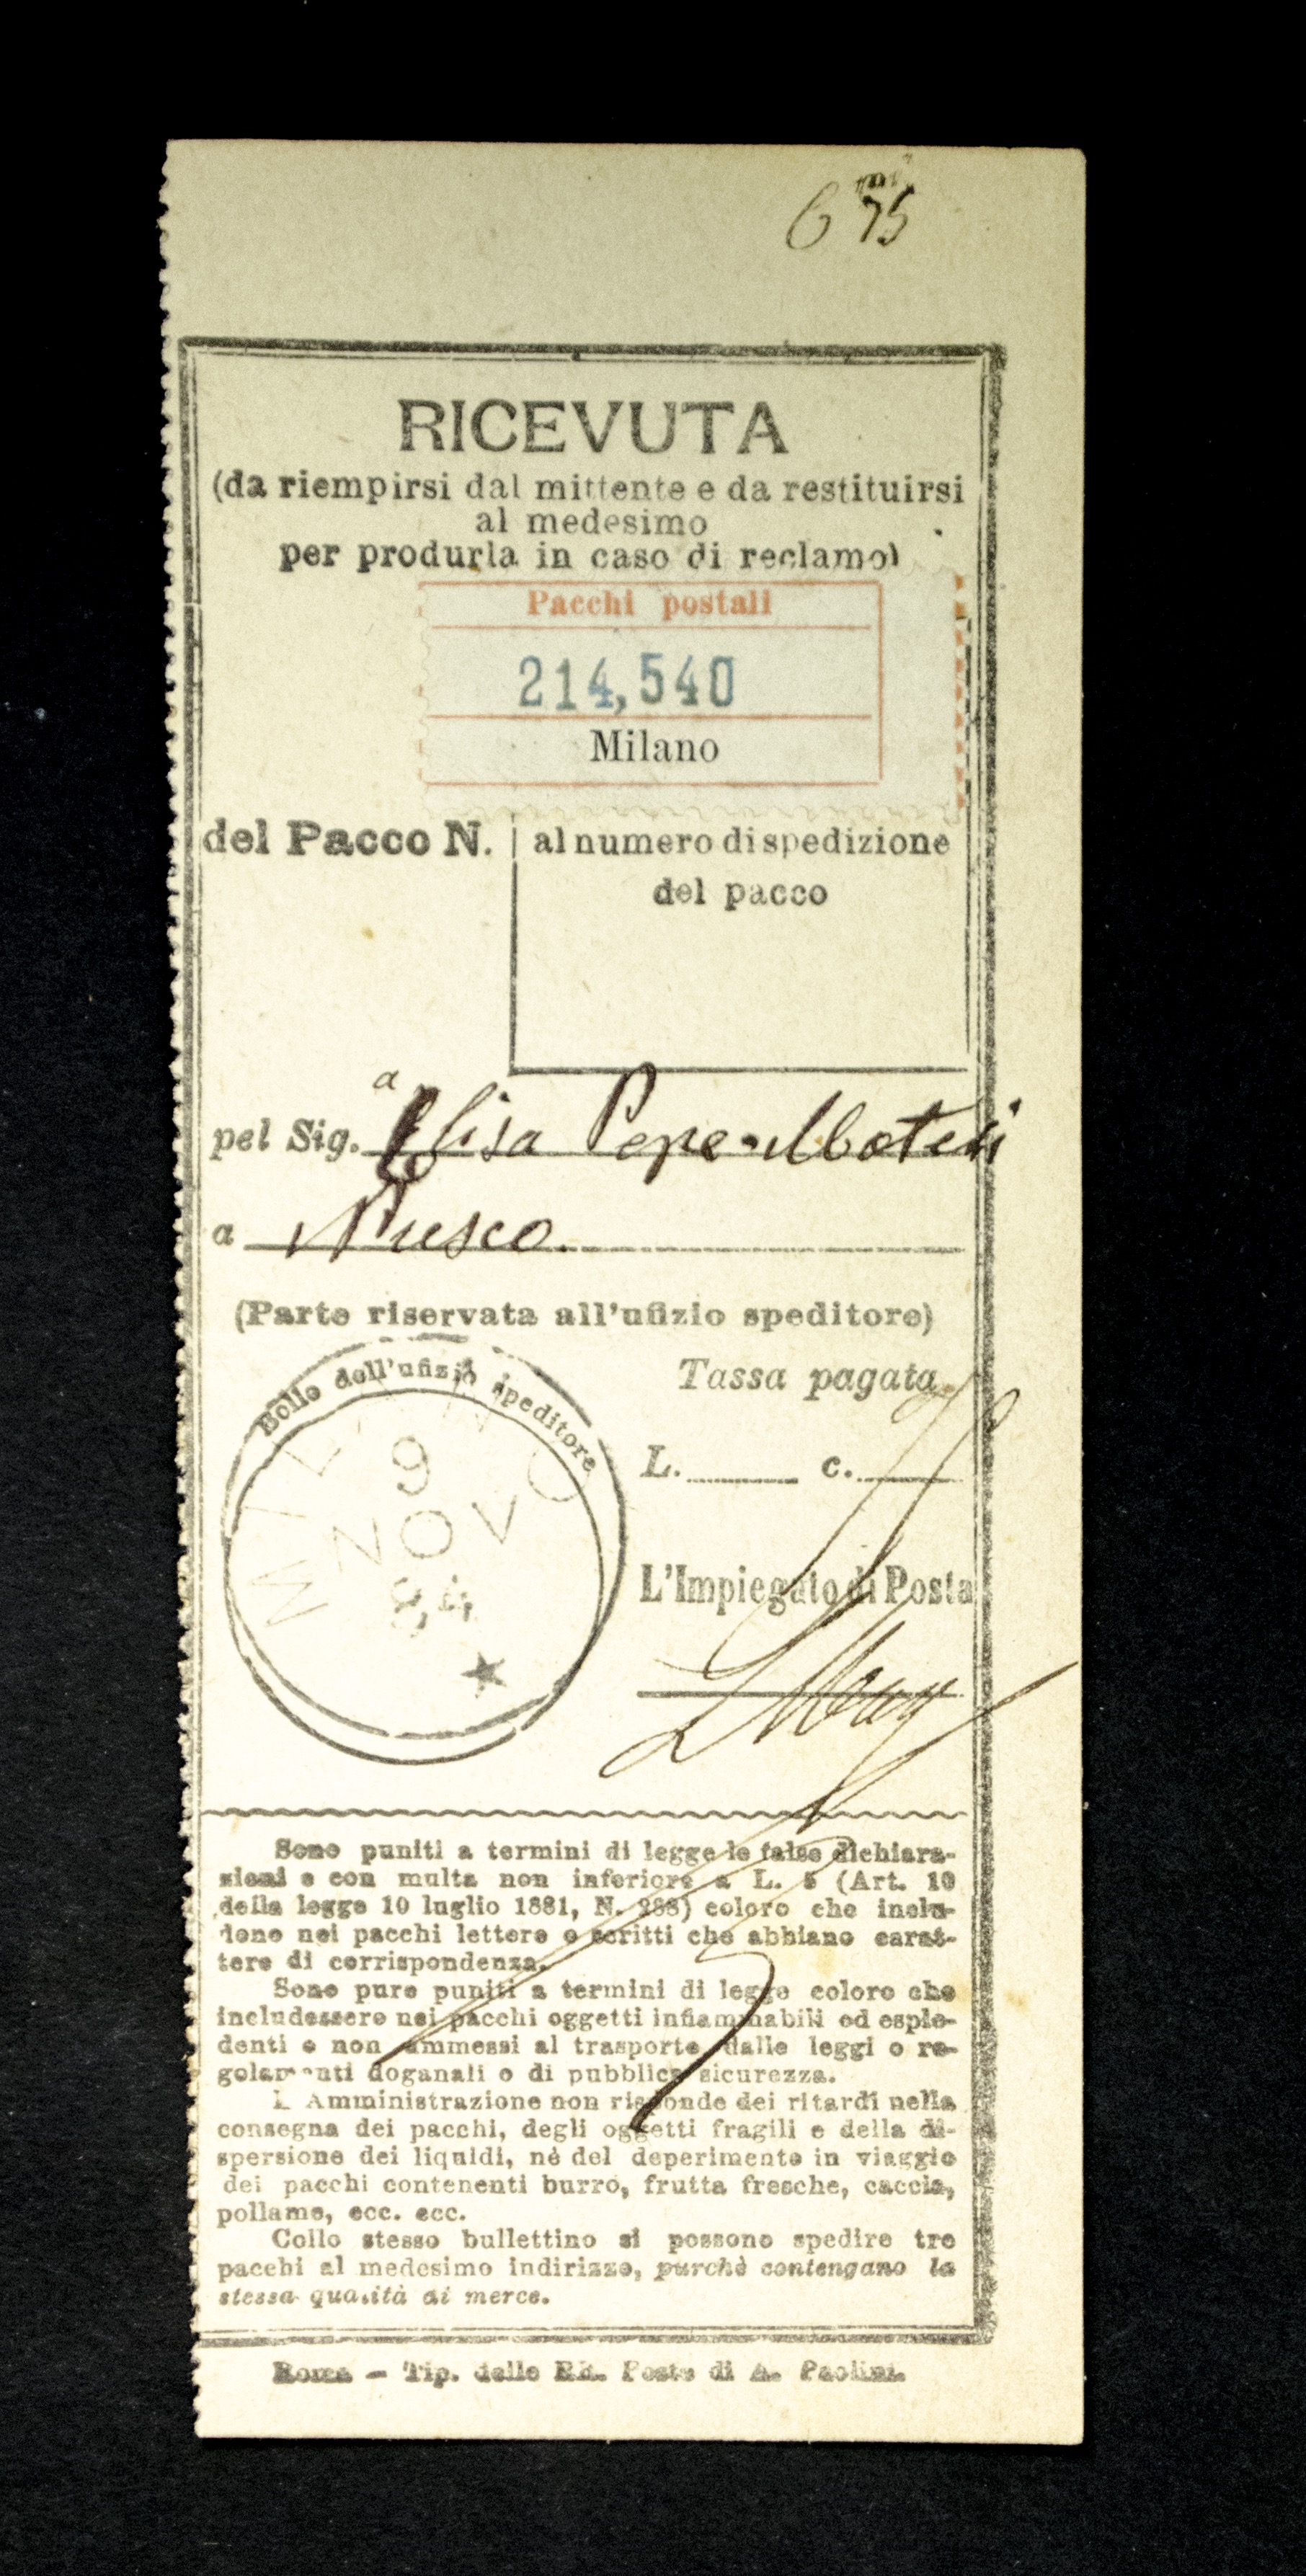 6 75
RICEVUTA
(da riempirsi dal mittente e da restituirsi
al medesimo
per produrla in caso di reclamo)
Pacchi postali
214,540
Milano
del Pacco N.
al numero di spedizione
del pacco
pel Sig.a Elisa Pepe
a Nusco
(Parte riservata all'ufizio speditore)
Bollo dell'ufizio speditore
MILANO
9
NOV
84
Tassa pagata
L. c.
L'Impiegato di Posta
Sono puniti a termini di legge le false dichiara-
zioni e con multa non inferiore a L. 5 (Art. 10
della legge 10 luglio 1881, N. 288) coloro che inclu-
dono nei pacchi lettere o scritti che abbiano carat-
tere di corrispondenza.
Sono pure puniti a termini di legge coloro che
includessero nei pacchi oggetti infiammabili ed esplo-
denti o non ammessi al trasporto dalle leggi o re-
golamenti doganali o di pubblica sicurezza.
L'Amministrazione non risponde dei ritardi nella
consegna dei pacchi, degli oggetti fragili e della di-
spersione dei liquidi, nè del deperimento in viaggio
dei pacchi contenenti burro, frutta fresche, caccia,
pollame, ecc. ecc.
Collo stesso bullettino si possono spedire tre
pacchi al medesimo indirizzo, purchè contengano la
stessa qualità di merce.
Roma – Tip. delle RR. Poste di A. Paolini.